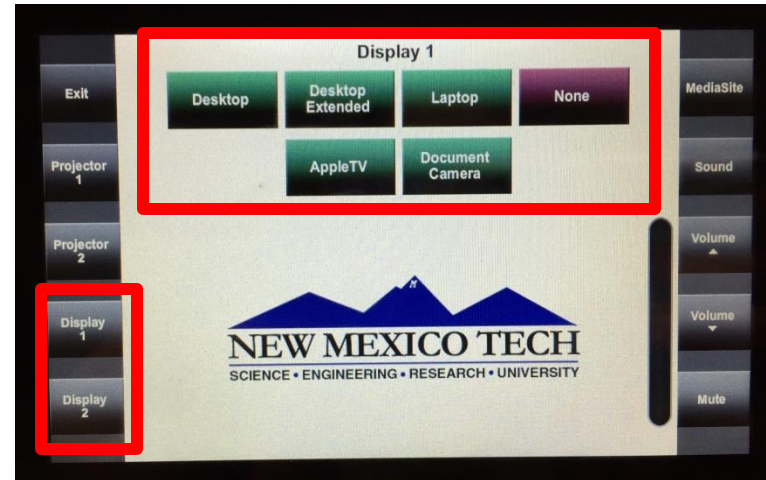 Display 1
Exit
Desktop
Desktop
Extended
Laptop
None
MediaSite
Projector
1
AppleTV
Document
Camera
Sound
Projector
2
Volume
Display
1
Volume
M
NEW MEXICO TECH
SCIENCE • ENGINEERING • RESEARCH • UNIVERSITY
Display
2
Mute